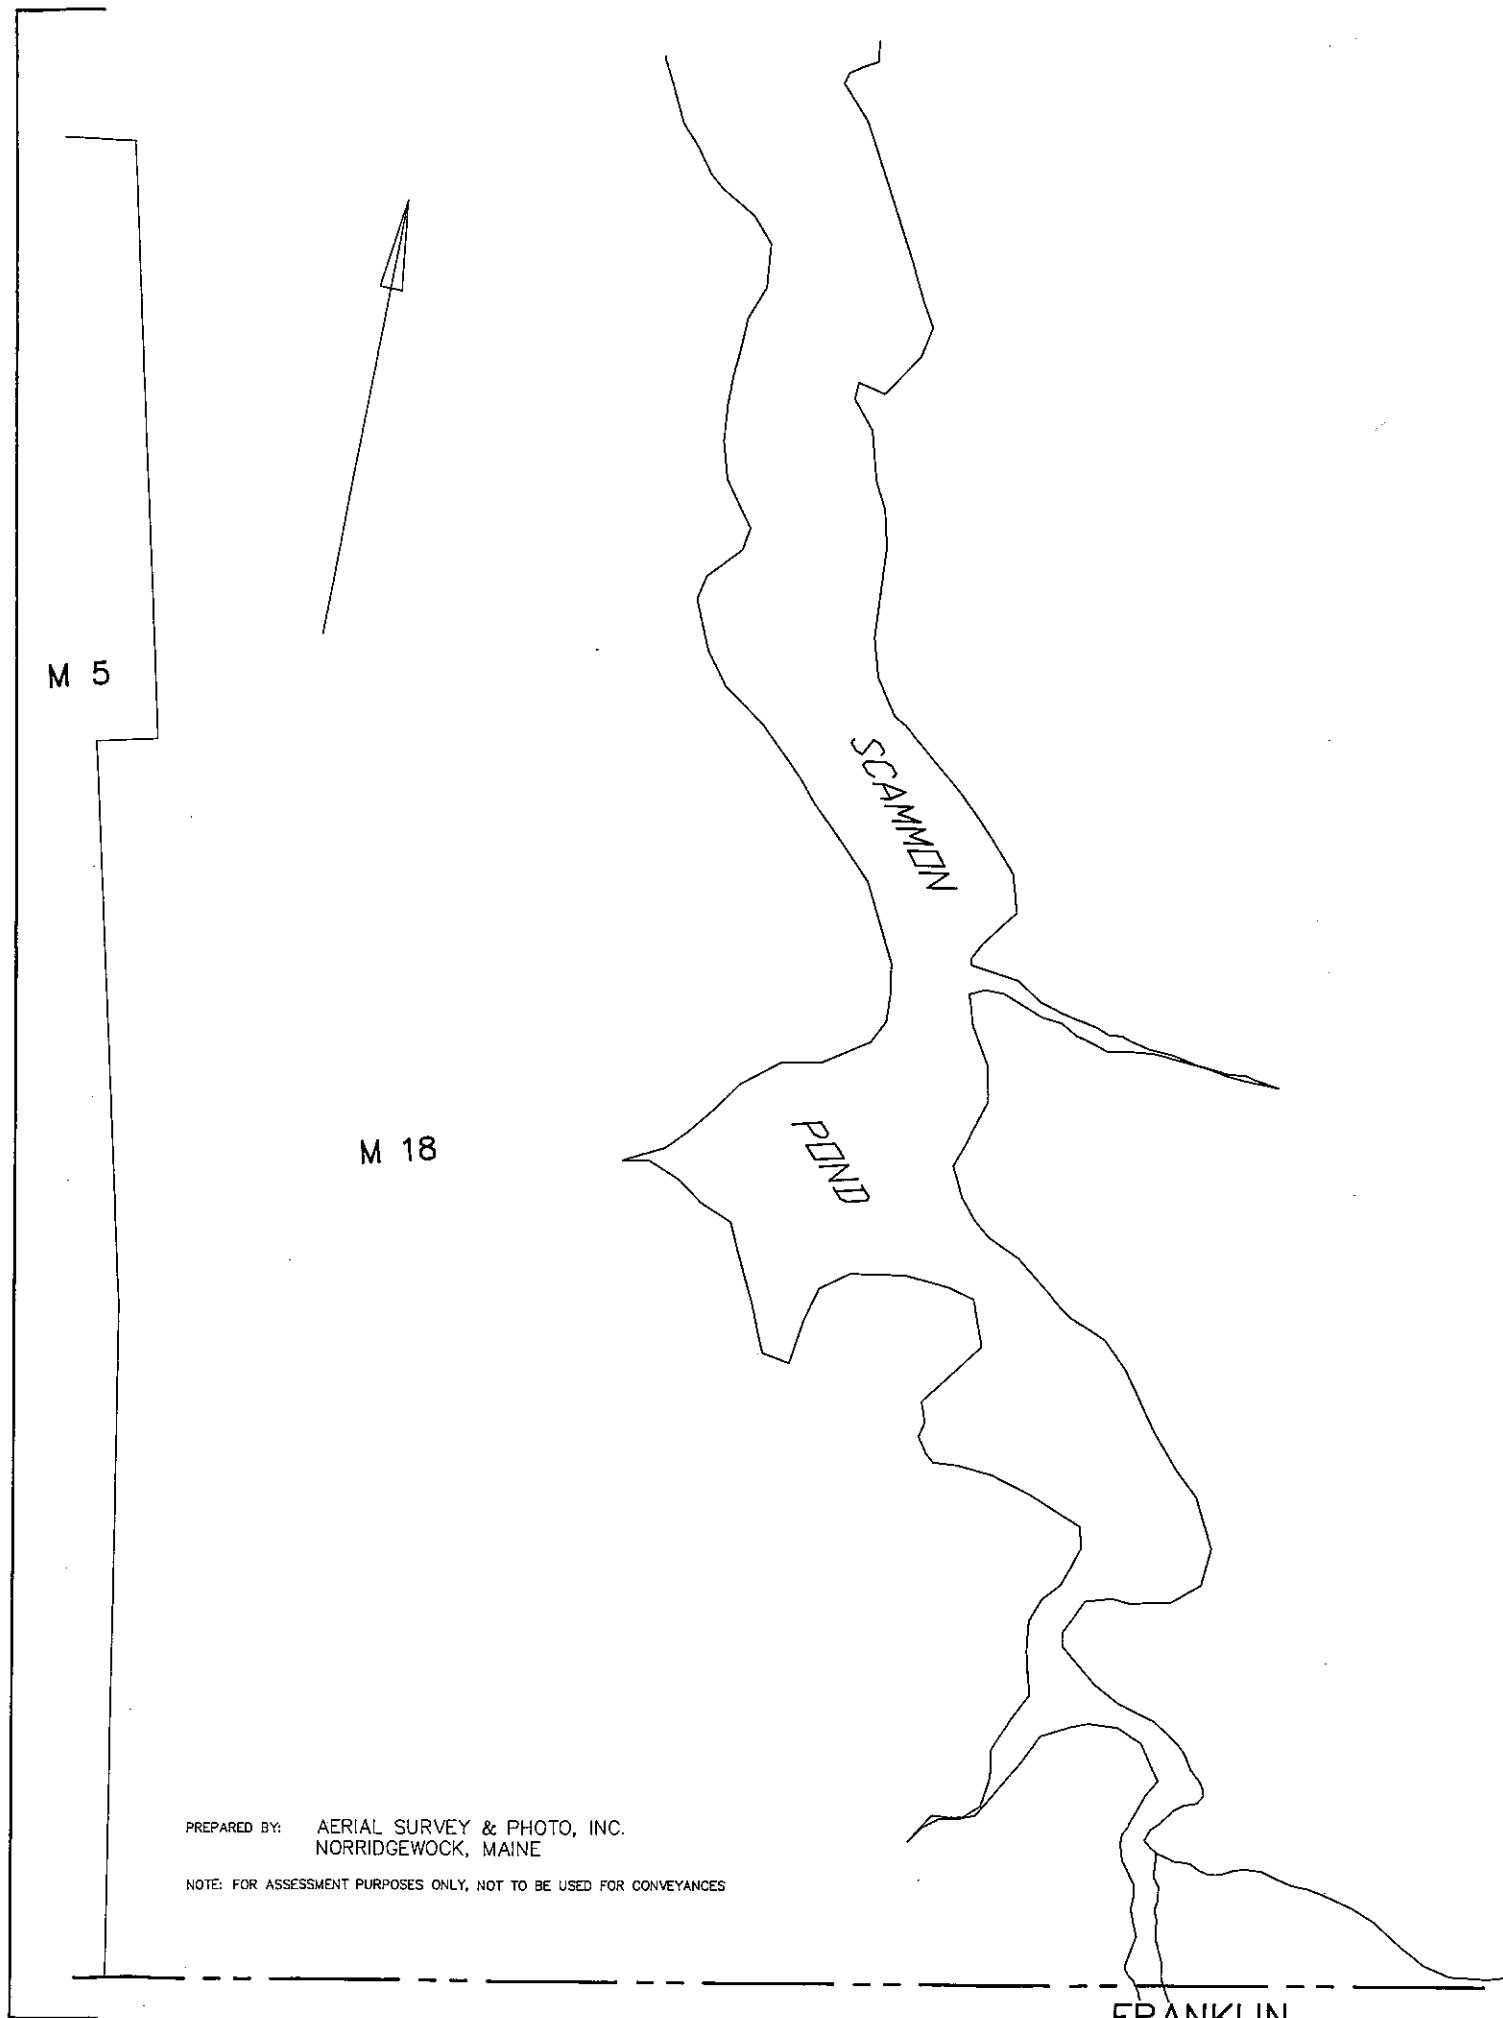 M 5
SCAMMON
POND
M 18
PREPARED BY: AERIAL SURVEY & PHOTO, INC.
NORRIDGEWOCK, MAINE
NOTE: FOR ASSESSMENT PURPOSES ONLY, NOT TO BE USED FOR CONVEYANCES
FRANKLIN